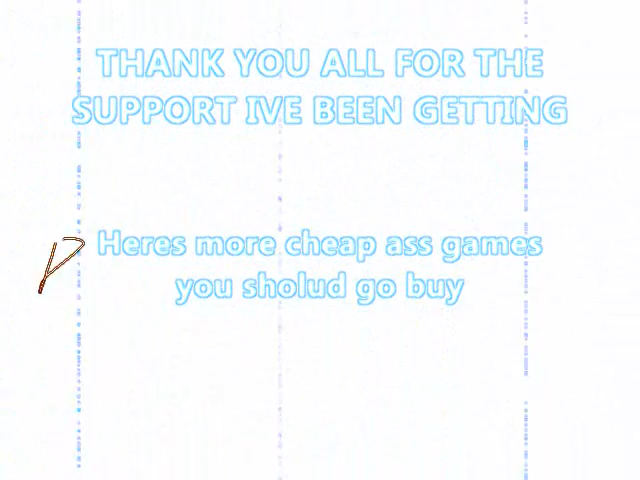 THANK YOU ALL FOR THE
SUPPORT IVE BEEN GETTING
Heres more cheap ass games
you sholud go buy